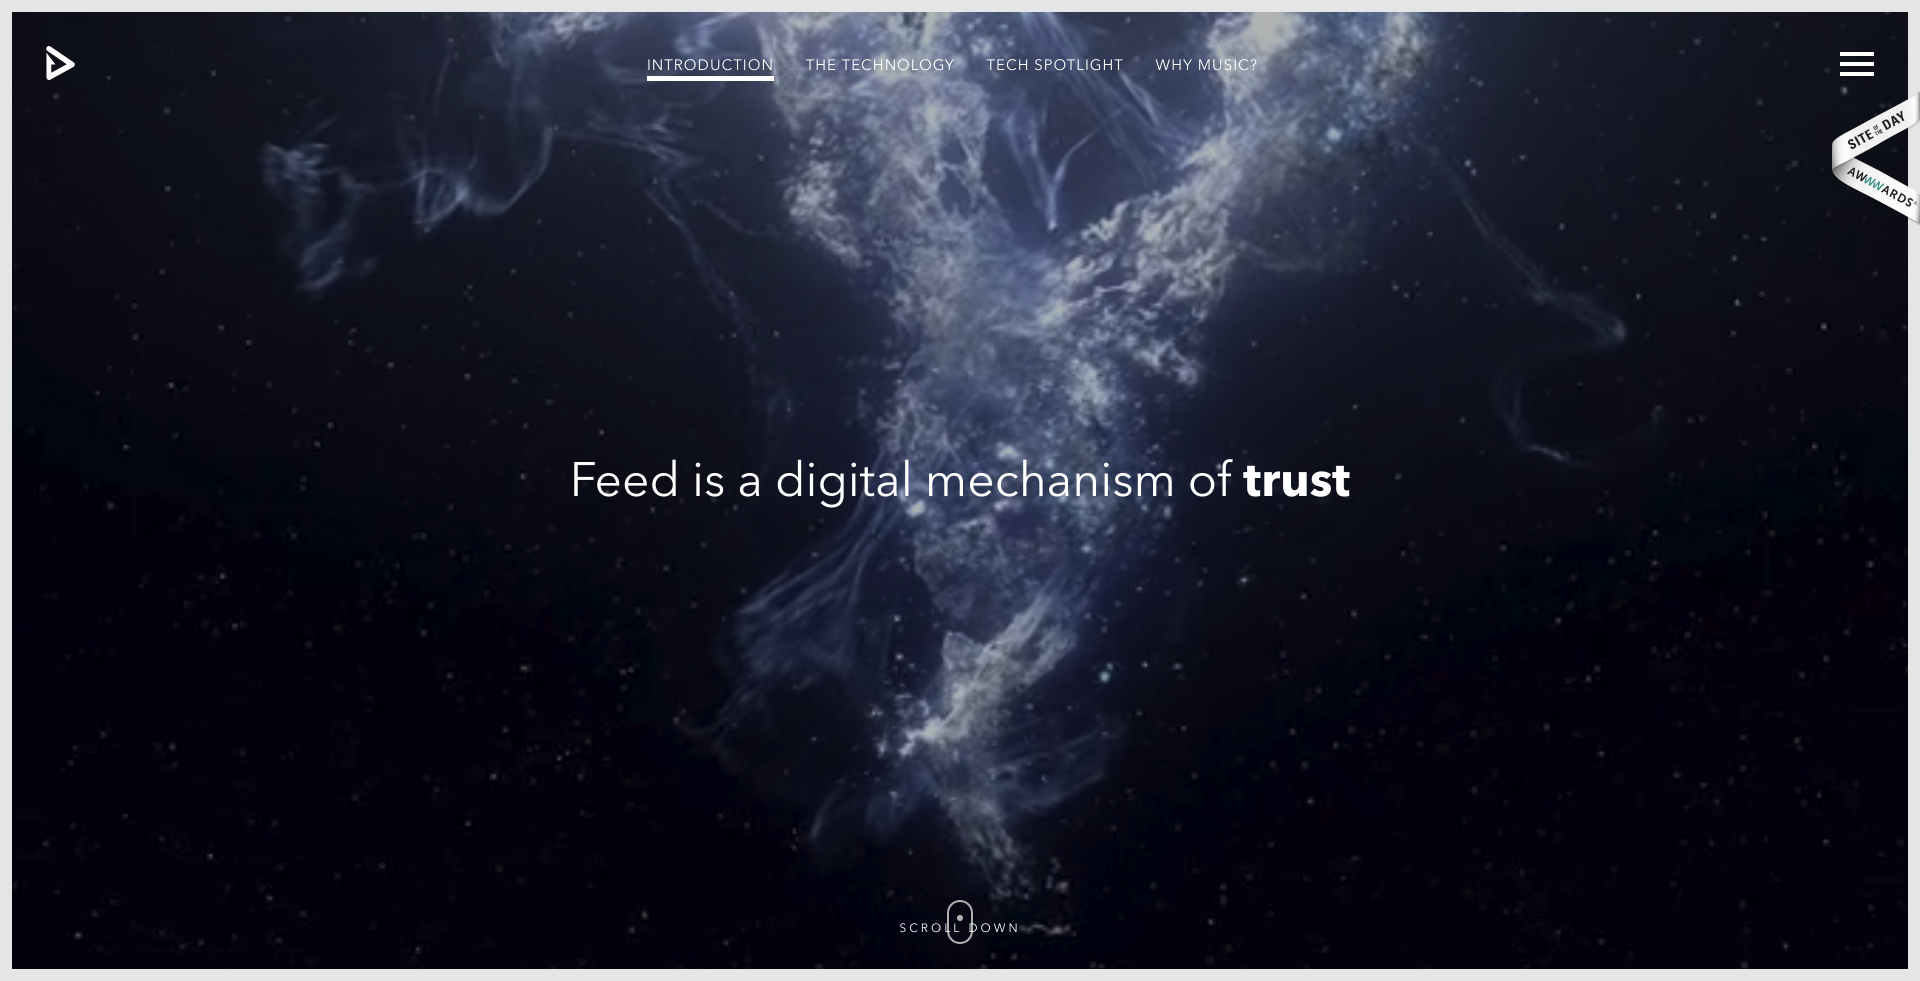 INTRODUCTION THE TECHNOLOGY TECH SPOTLIGHT WHY MUSIC?
SITE OF THE DAY
AWWWARDS
Feed is a digital mechanism of trust
SCROLL DOWN